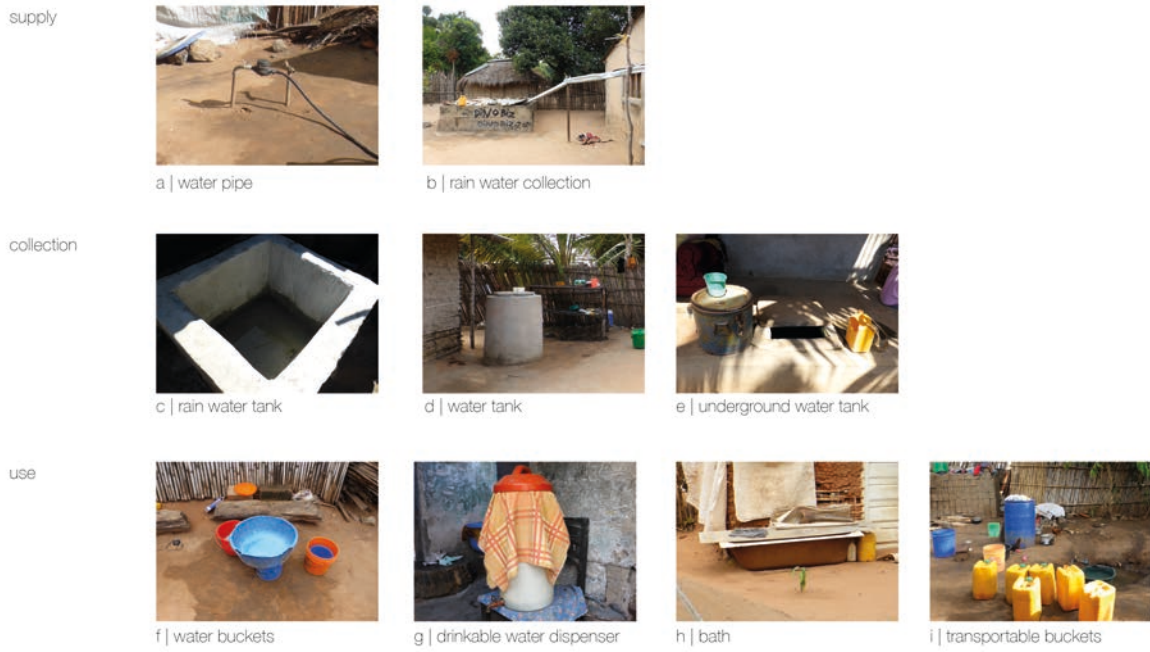 supply
a | water pipe
b | rain water collection
collection
c | rain water tank
d | water tank
e | underground water tank
use
f | water buckets
g | drinkable water dispenser
h | bath
i | transportable buckets